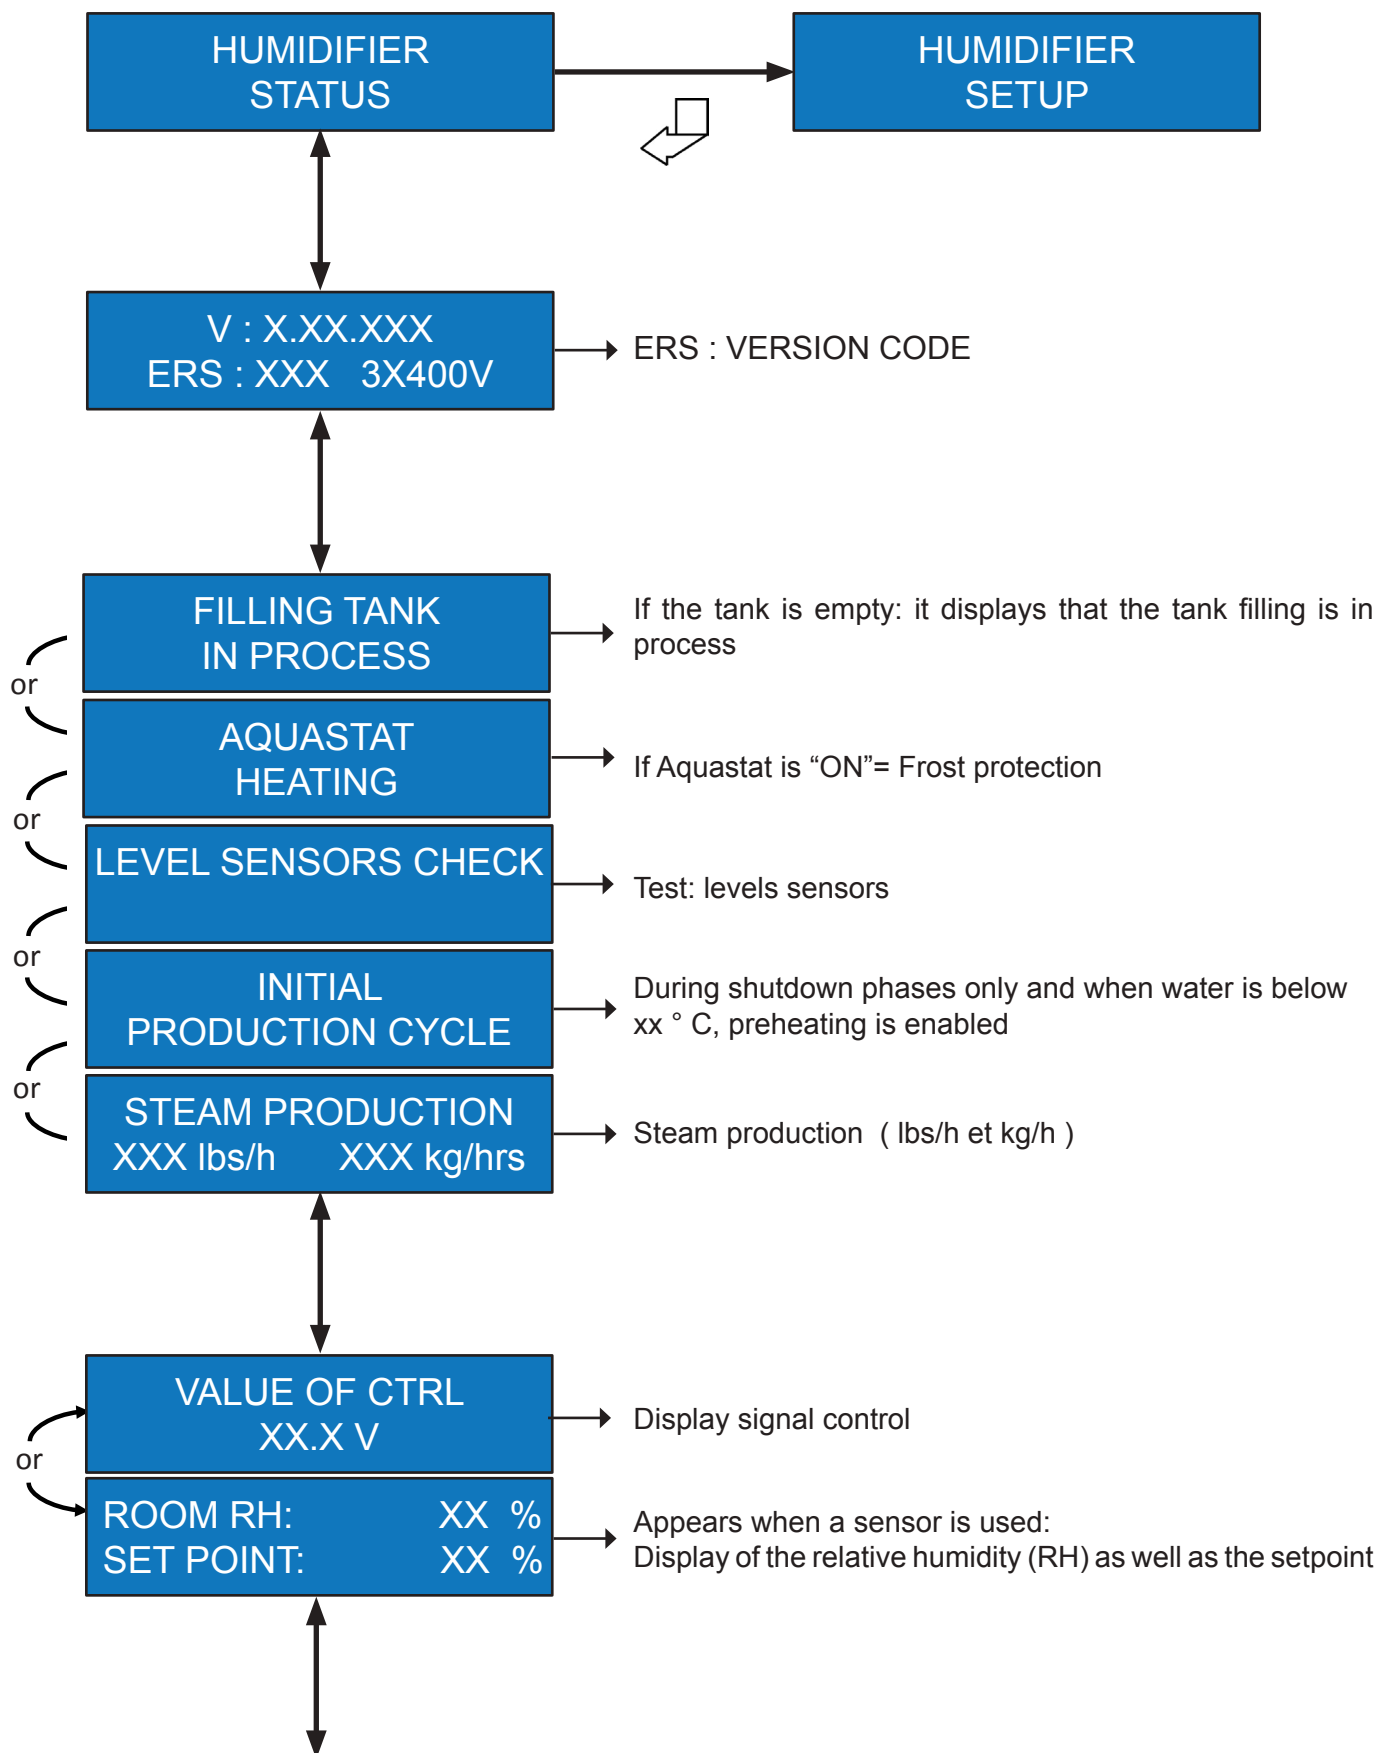 HUMIDIFIER
STATUS
HUMIDIFIER
SETUP
V : X.XX.XXX
ERS : XXX 3X400V
ERS : VERSION CODE
FILLING TANK
IN PROCESS
If the tank is empty: it displays that the tank filling is in
process
or
AQUASTAT
HEATING
If Aquastat is “ON”= Frost protection
or
LEVEL SENSORS CHECK
Test: levels sensors
or
INITIAL
PRODUCTION CYCLE
During shutdown phases only and when water is below
xx ° C, preheating is enabled
or
STEAM PRODUCTION
XXX lbs/h XXX kg/hrs
Steam production ( lbs/h et kg/h )
VALUE OF CTRL
XX.X V
Display signal control
or
ROOM RH: XX %
SET POINT: XX %
Appears when a sensor is used:
Display of the relative humidity (RH) as well as the setpoint